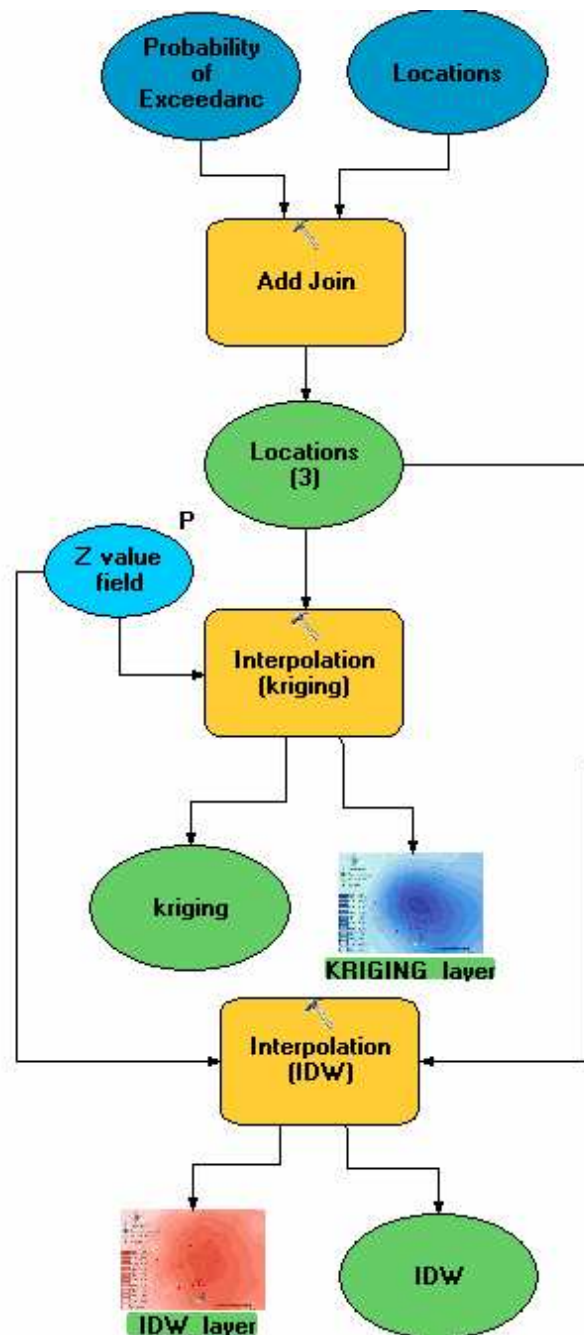 Probability
of
Exceedanc
Locations
Add Join
Locations
(3)
P
Z value
field
Interpolation
(kriging)
kriging
KRIGING layer
Interpolation
(IDW)
IDW layer
IDW